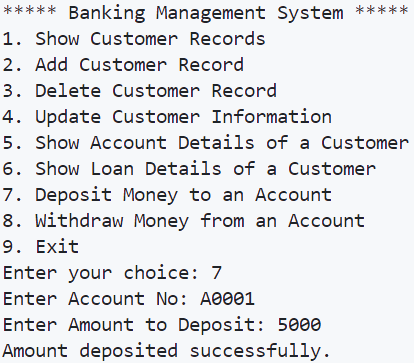 ***** Banking Management System *****
1. Show Customer Records
2. Add Customer Record
3. Delete Customer Record
4. Update Customer Information
5. Show Account Details of a Customer
6. Show Loan Details of a Customer
7. Deposit Money to an Account
8. Withdraw Money from an Account
9. Exit
Enter your choice: 7
Enter Account No: A0001
Enter Amount to Deposit: 5000
Amount deposited successfully.